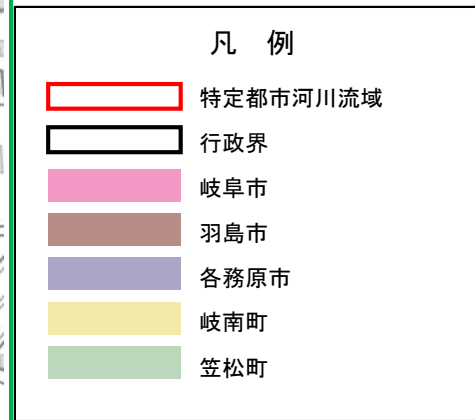 凡 例
特定都市河川流域
行政界
岐阜市
羽島市
各務原市
岐南町
笠松町